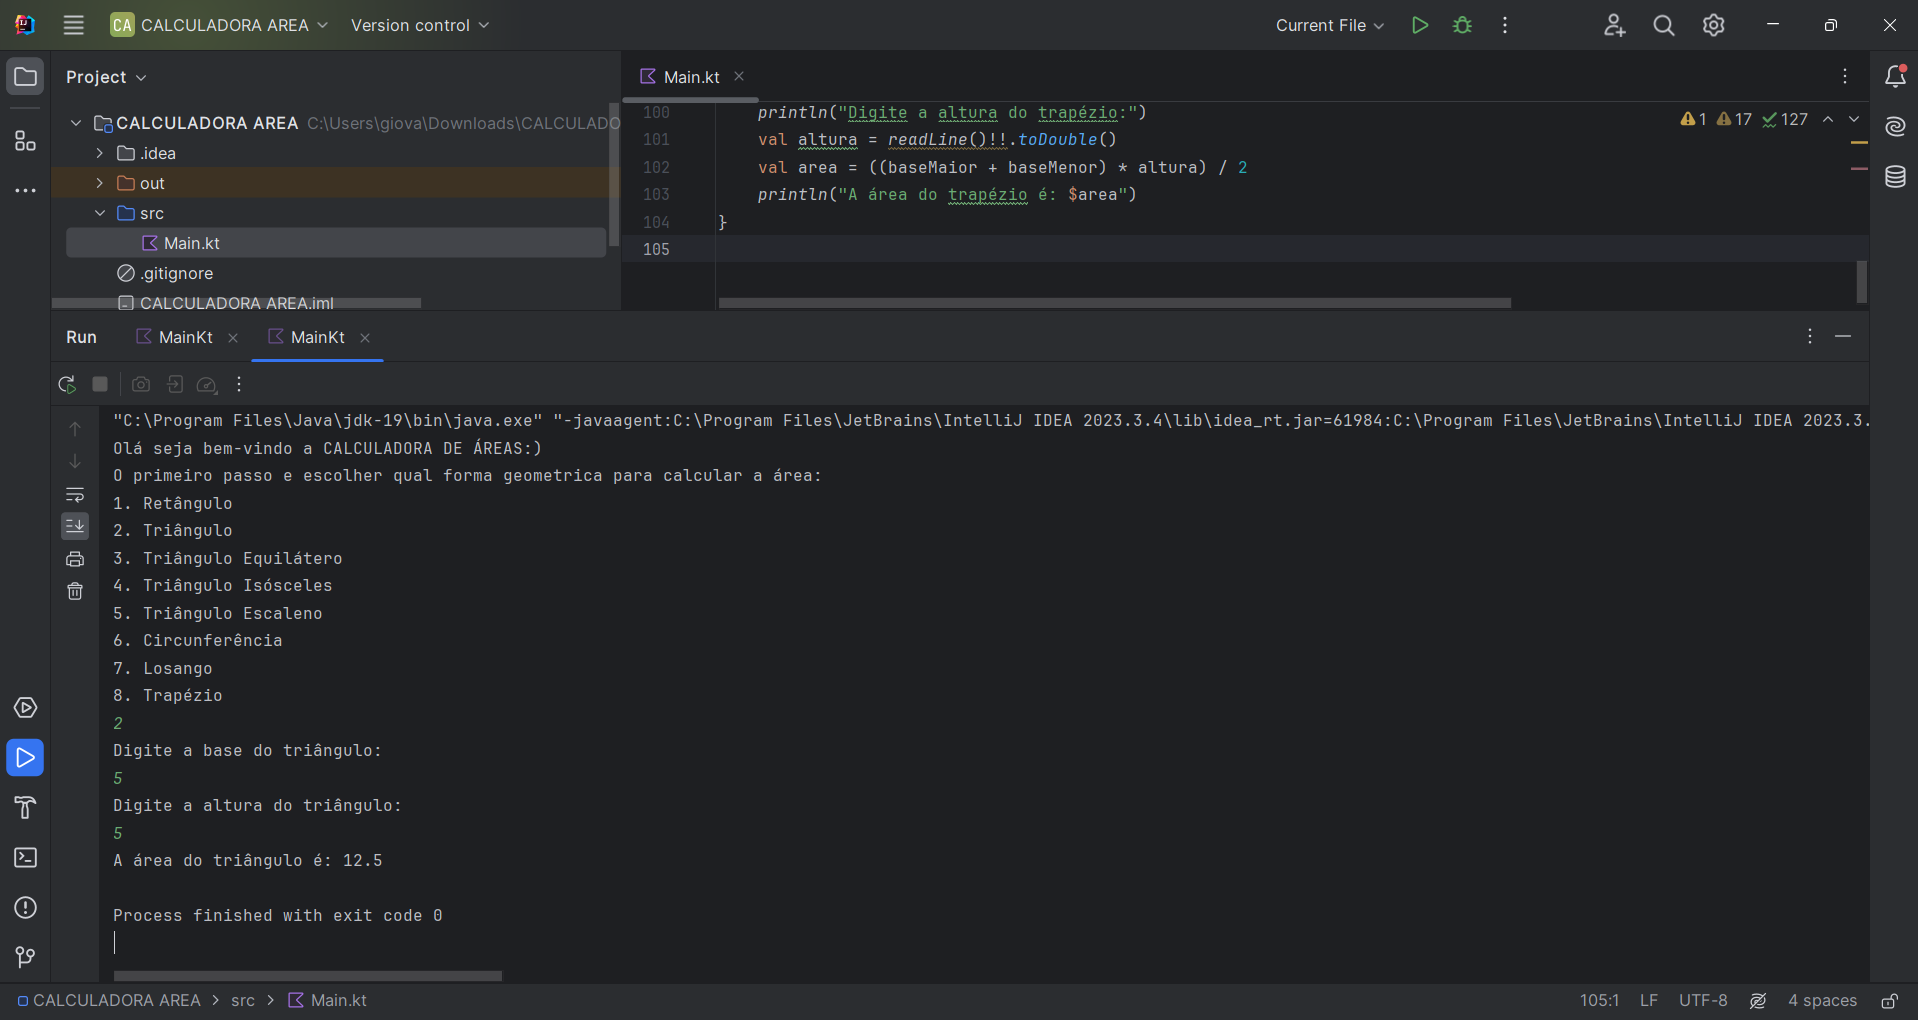 CA CALCULADORA AREA Version control Current File
Project
Main.kt
CALCULADORA AREA C:\Users\giova\Downloads\CALCULADO
.idea
out
src
Main.kt
.gitignore
CALCULADORA AREA.iml
100 println("Digite a altura do trapézio:")
101 val altura = readLine()!!.toDouble()
102 val area = ((baseMaior + baseMenor) * altura) / 2
103 println("A área do trapézio é: $area")
104 }
105
1 17 127
Run MainKt MainKt
"C:\Program Files\Java\jdk-19\bin\java.exe" "-javaagent:C:\Program Files\JetBrains\IntelliJ IDEA 2023.3.4\lib\idea_rt.jar=61984:C:\Program Files\JetBrains\IntelliJ IDEA 2023.3.
Olá seja bem-vindo a CALCULADORA DE ÁREAS:)
O primeiro passo e escolher qual forma geometrica para calcular a área:
1. Retângulo
2. Triângulo
3. Triângulo Equilátero
4. Triângulo Isósceles
5. Triângulo Escaleno
6. Circunferência
7. Losango
8. Trapézio
2
Digite a base do triângulo:
5
Digite a altura do triângulo:
5
A área do triângulo é: 12.5
Process finished with exit code 0
CALCULADORA AREA > src > Main.kt 105:1 LF UTF-8 4 spaces